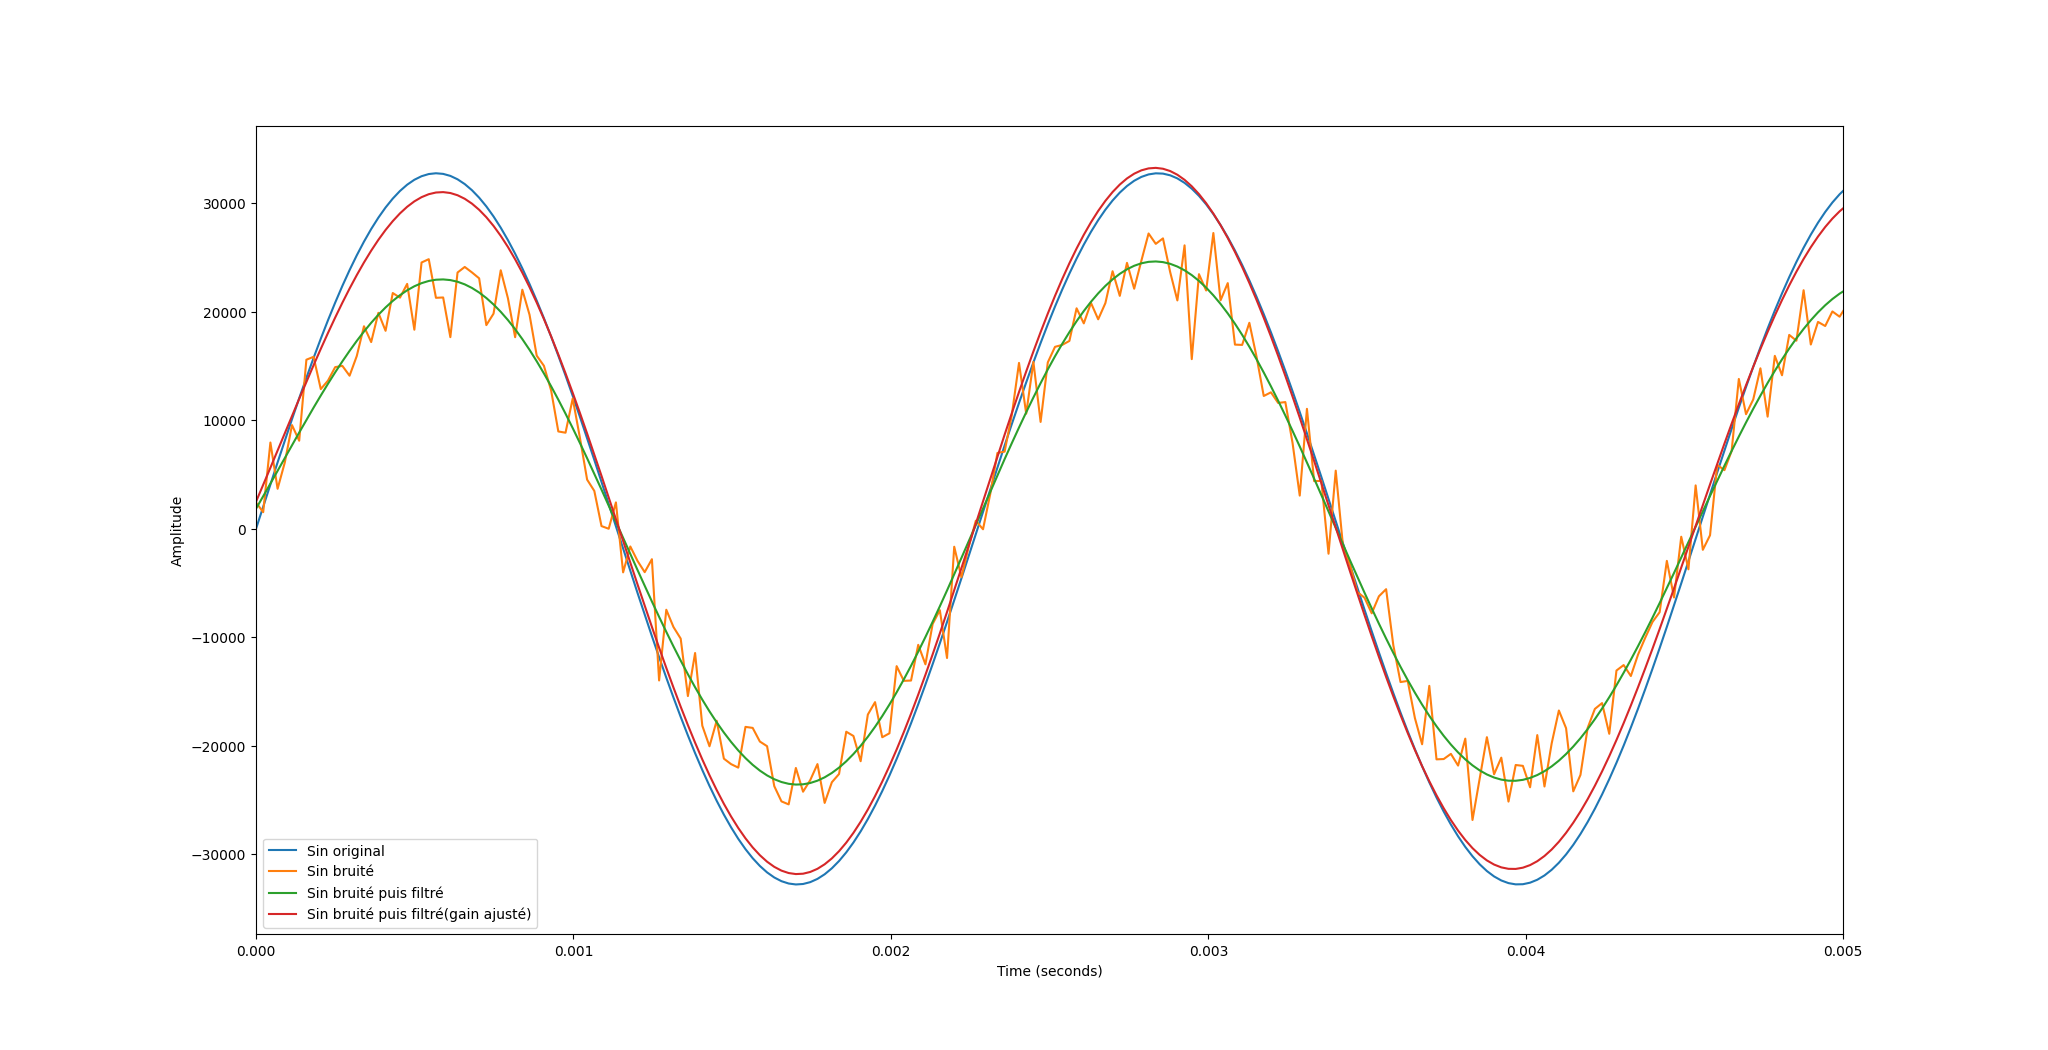 30000
20000
10000
0
−10000
−20000
−30000
Amplitude
Sin original
Sin bruité
Sin bruité puis filtré
Sin bruité puis filtré(gain ajusté)
0.000 0.001 0.002 0.003 0.004 0.005
Time (seconds)